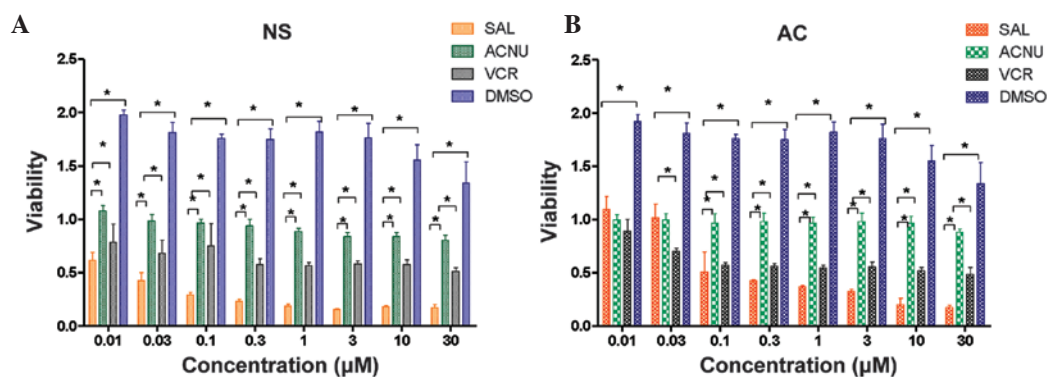 A
NS
SAL
ACNU
VCR
DMSO
Viability
2.5
2.0
1.5
1.0
0.5
0.0
* * * * * * * *
* * * * * * * *
* * * * * * * *
0.01 0.03 0.1 0.3 1 3 10 30
Concentration (µM)
B
AC
SAL
ACNU
VCR
DMSO
Viability
2.5
2.0
1.5
1.0
0.5
0.0
* * * * * * * *
* * * * * * *
* * * * * *
0.01 0.03 0.1 0.3 1 3 10 30
Concentration (µM)